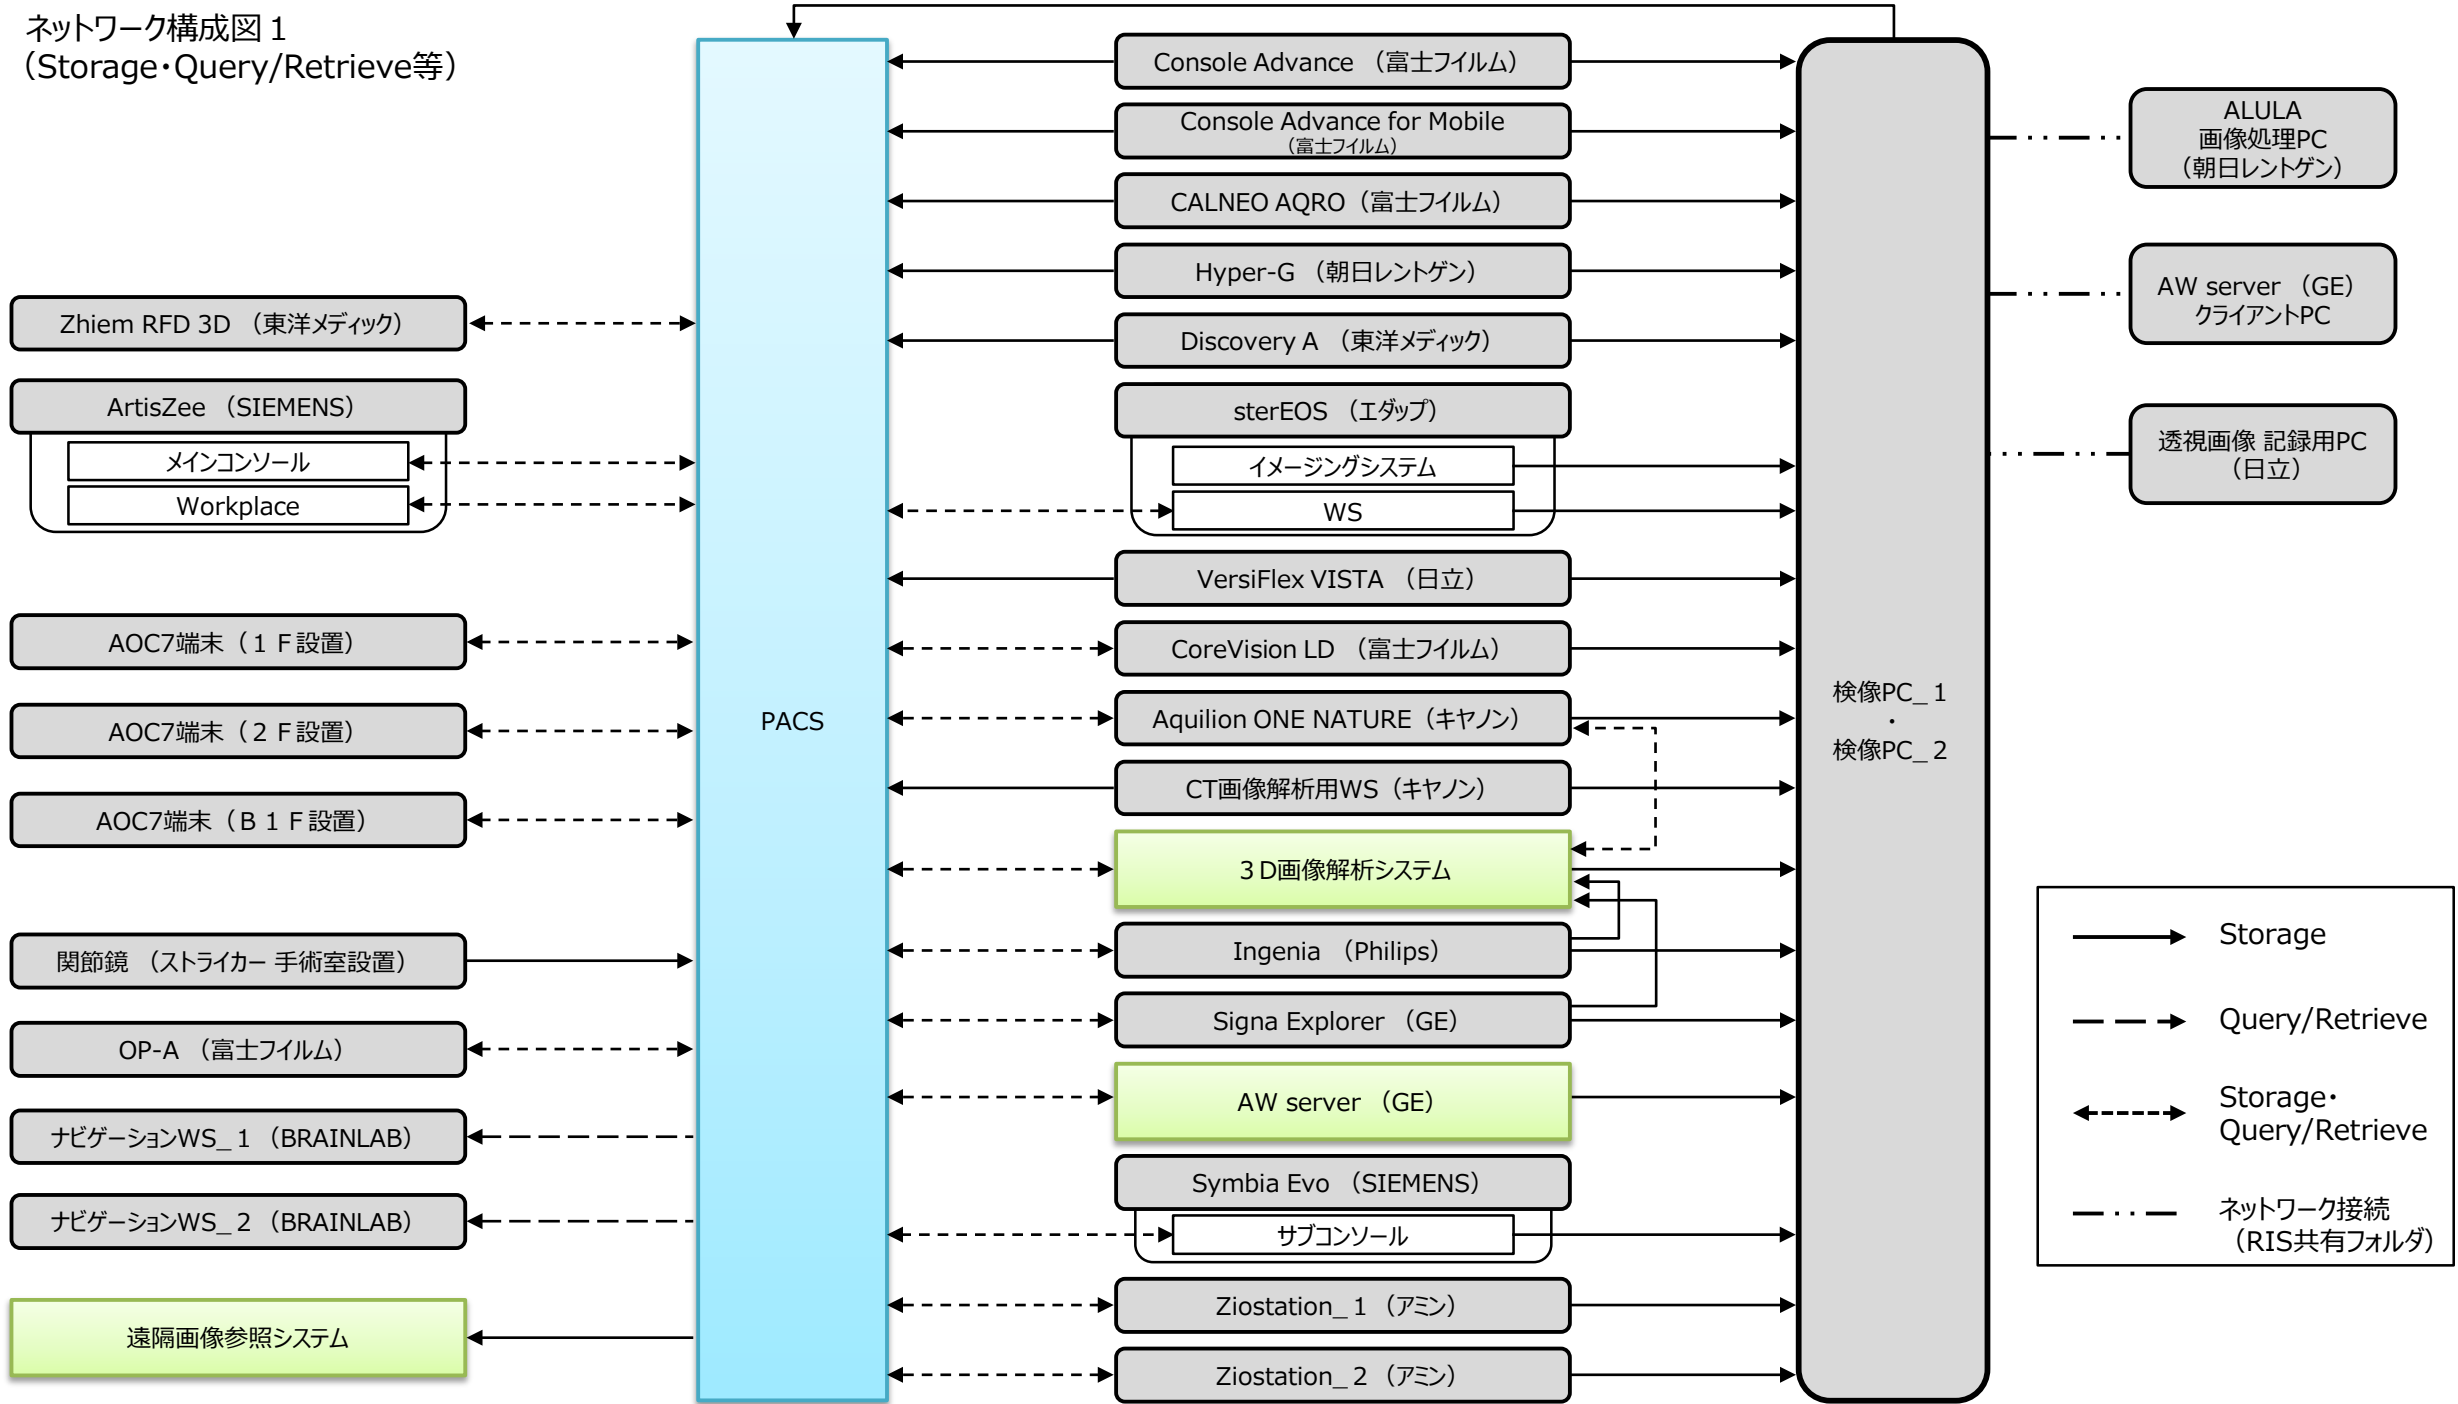 ネットワーク構成図１
（Storage・Query/Retrieve等）
Zhiem RFD 3D （東洋メディック）
ArtisZee （SIEMENS）
メインコンソール
Workplace
AOC7端末（１Ｆ設置）
AOC7端末（２Ｆ設置）
AOC7端末（Ｂ１Ｆ設置）
関節鏡 （ストライカー 手術室設置）
OP-A （富士フイルム）
ナビゲーションWS_１（BRAINLAB）
ナビゲーションWS_２（BRAINLAB）
遠隔画像参照システム
PACS
Console Advance （富士フイルム）
Console Advance for Mobile
（富士フイルム）
CALNEO AQRO（富士フイルム）
Hyper-G （朝日レントゲン）
Discovery A （東洋メディック）
sterEOS （エダップ）
イメージングシステム
WS
VersiFlex VISTA （日立）
CoreVision LD （富士フイルム）
Aquilion ONE NATURE（キヤノン）
CT画像解析用WS（キヤノン）
３D画像解析システム
Ingenia （Philips）
Signa Explorer （GE）
AW server （GE）
Symbia Evo （SIEMENS）
サブコンソール
Ziostation_１（アミン）
Ziostation_２（アミン）
検像PC_１
・
検像PC_２
ALULA
画像処理PC
（朝日レントゲン）
AW server （GE）
クライアントPC
透視画像 記録用PC
（日立）
Storage
Query/Retrieve
Storage・
Query/Retrieve
ネットワーク接続
（RIS共有フォルダ）